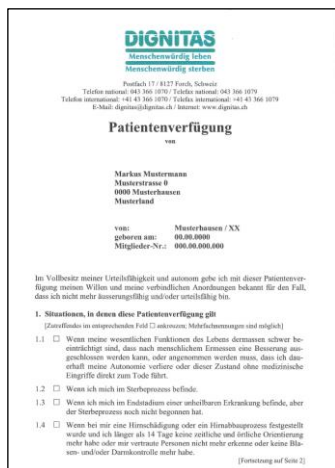 DIGNITAS
Menschenwürdig leben
Menschenwürdig sterben
Postfach 17 / 8127 Forch, Schweiz
Telefon national: 043 366 1070 / Telefax national: 043 366 1079
Telefon international: +41 43 366 1070 / Telefax international: +41 43 366 1079
E-Mail: dignitas@dignitas.ch / Internet: www.dignitas.ch
Patientenverfügung
von
Markus Mustermann
Musterstrasse 0
0000 Musterhausen
Musterland
von: Musterhausen / XX
geboren am: 00.00.0000
Mitglieder-Nr.: 000.00.000.000
Im Vollbesitz meiner Urteilsfähigkeit und autonom gebe ich mit dieser Patientenver-
fügung meinen Willen und meine verbindlichen Anordnungen bekannt für den Fall,
dass ich nicht mehr äusserungsfähig und/oder urteilsfähig bin.
1. Situationen, in denen diese Patientenverfügung gilt
[Zutreffendes im entsprechenden Feld ☐ ankreuzen; Mehrfachnennungen sind möglich]
1.1 ☐ Wenn meine wesentlichen Funktionen des Lebens dermassen schwer be-
einträchtigt sind, dass nach menschlichem Ermessen eine Besserung aus-
geschlossen werden kann, oder angenommen werden muss, dass ich dau-
erhaft meine Autonomie verliere oder dieser Zustand ohne medizinische
Eingriffe direkt zum Tode führt.
1.2 ☐ Wenn ich mich im Sterbeprozess befinde.
1.3 ☐ Wenn ich mich im Endstadium einer unheilbaren Erkrankung befinde, aber
der Sterbeprozess noch nicht begonnen hat.
1.4 ☐ Wenn bei mir eine Hirnschädigung oder ein Hirnabbauprozess festgestellt
wurde und ich länger als 14 Tage keine zeitliche und örtliche Orientierung
mehr habe oder mir vertraute Personen nicht mehr erkenne oder keine Bla-
sen- und/oder Darmkontrolle mehr habe.
[Fortsetzung auf Seite 2]